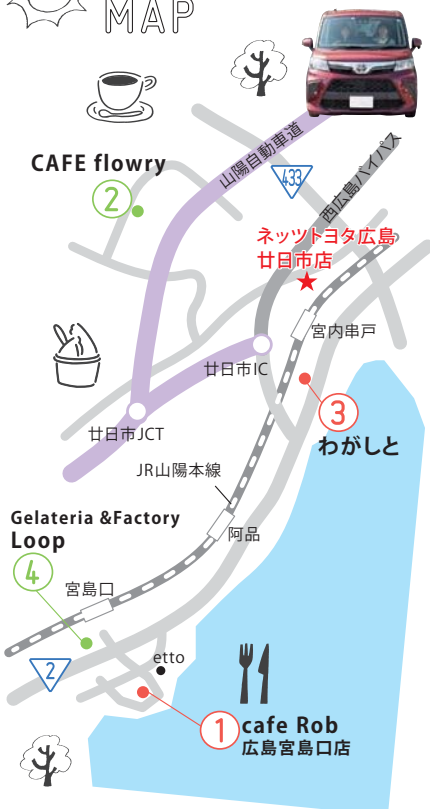 MAP
CAFE flowry
②
山陽自動車道
433
西広島バイパス
ネッツトヨタ広島
廿日市店
宮内串戸
廿日市IC
③
わがしと
廿日市JCT
JR山陽本線
Gelateria &Factory
Loop
④
阿品
宮島口
2
etto
①
cafe Rob
広島宮島口店